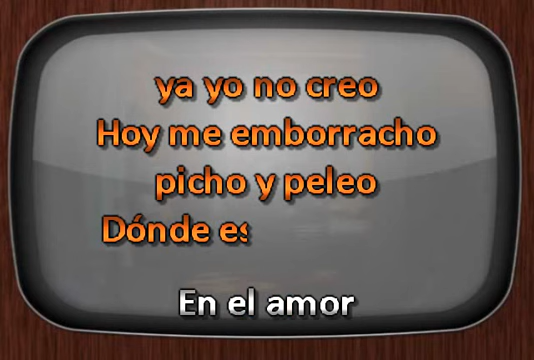 ya yo no creo
Hoy me emborracho
picho y peleo
Dónde es
En el amor